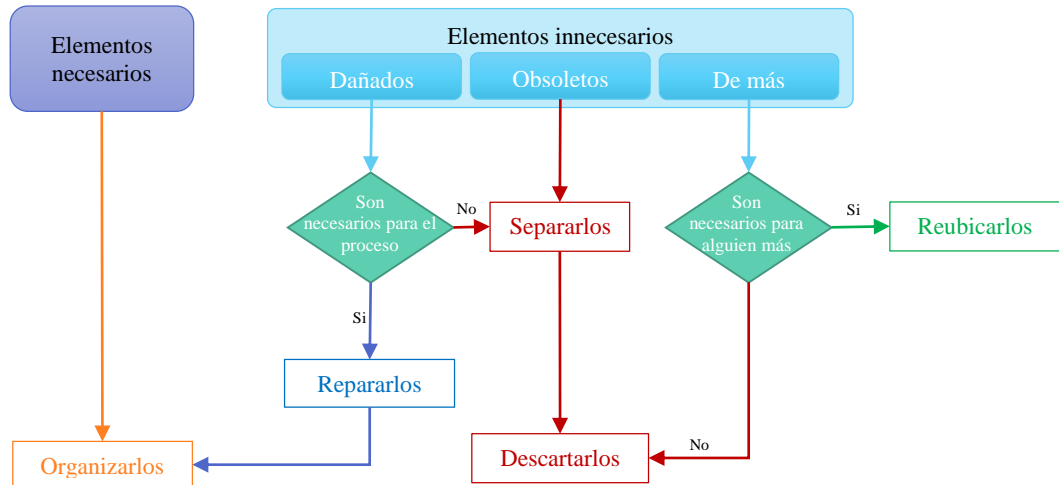 Elementos
necesarios
Elementos innecesarios
Dañados
Obsoletos
De más
Son
necesarios para el
proceso
No
Separarlos
Son
necesarios para
alguien más
Si
Reubicarlos
Si
Repararlos
Organizarlos
Descartarlos
No